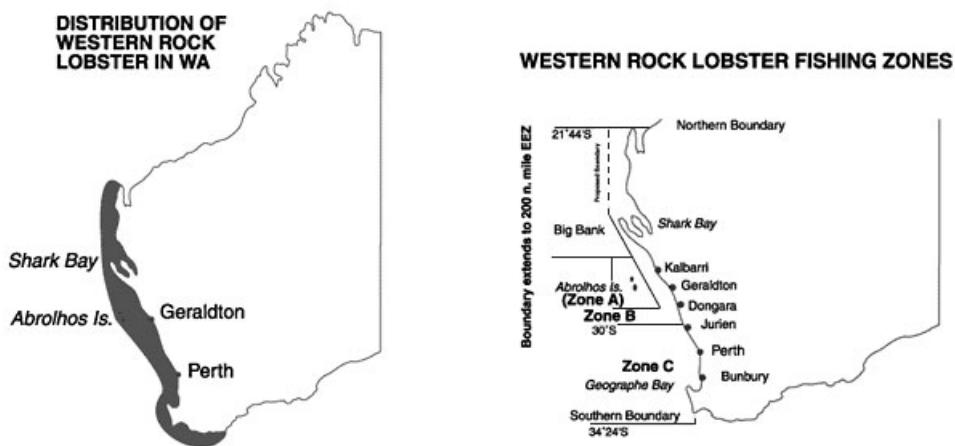 DISTRIBUTION OF
WESTERN ROCK
LOBSTER IN WA
Shark Bay
Abrolhos Is.
Geraldton
Perth
WESTERN ROCK LOBSTER FISHING ZONES
Boundary extends to 200 n. mile EEZ
21°44'S
Northern Boundary
Proposed Boundary
Shark Bay
Big Bank
Kalbarri
Abrolhos Is.
(Zone A)
Geraldton
Dongara
Zone B
30°S
Jurien
Perth
Zone C
Bunbury
Geographe Bay
Southern Boundary
34°24'S